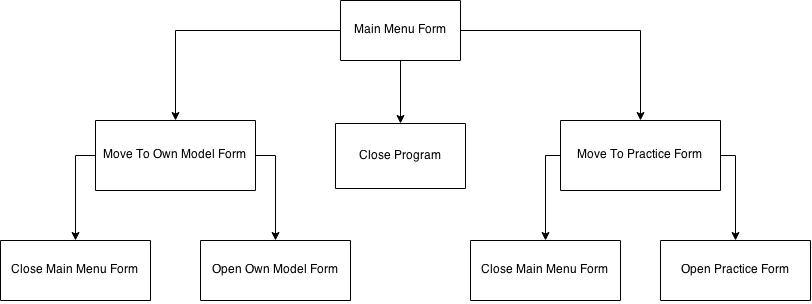 Main Menu Form
Move To Own Model Form
Close Program
Move To Practice Form
Close Main Menu Form
Open Own Model Form
Close Main Menu Form
Open Practice Form